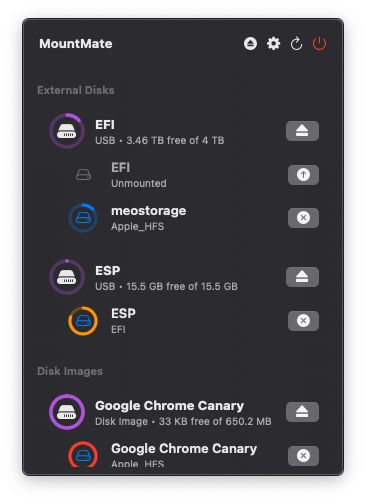 MountMate
External Disks
EFI
USB • 3.46 TB free of 4 TB
EFI
Unmounted
meostorage
Apple_HFS
ESP
USB • 15.5 GB free of 15.5 GB
ESP
EFI
Disk Images
Google Chrome Canary
Disk Image • 33 KB free of 650.2 MB
Google Chrome Canary
Apple_HFS